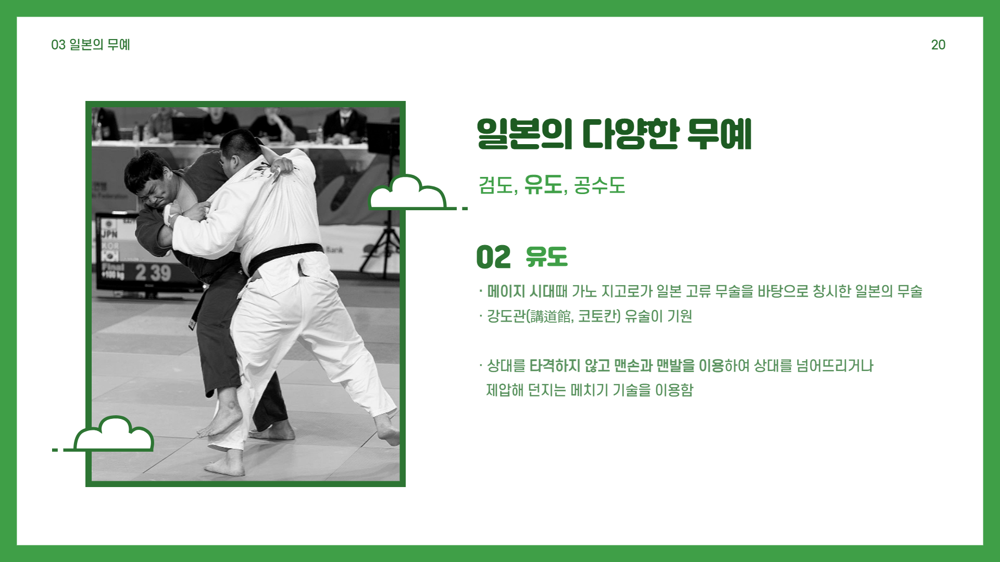 03 일본의 무예
20
일본의 다양한 무예
검도, 유도, 공수도
02 유도
· 메이지 시대때 가노 지고로가 일본 고류 무술을 바탕으로 창시한 일본의 무술
· 강도관(講道館, 코토칸) 유술이 기원
· 상대를 타격하지 않고 맨손과 맨발을 이용하여 상대를 넘어뜨리거나
제압해 던지는 메치기 기술을 이용함
Federation
JPN
KOR
Final
+100 kg
2 39
Bank